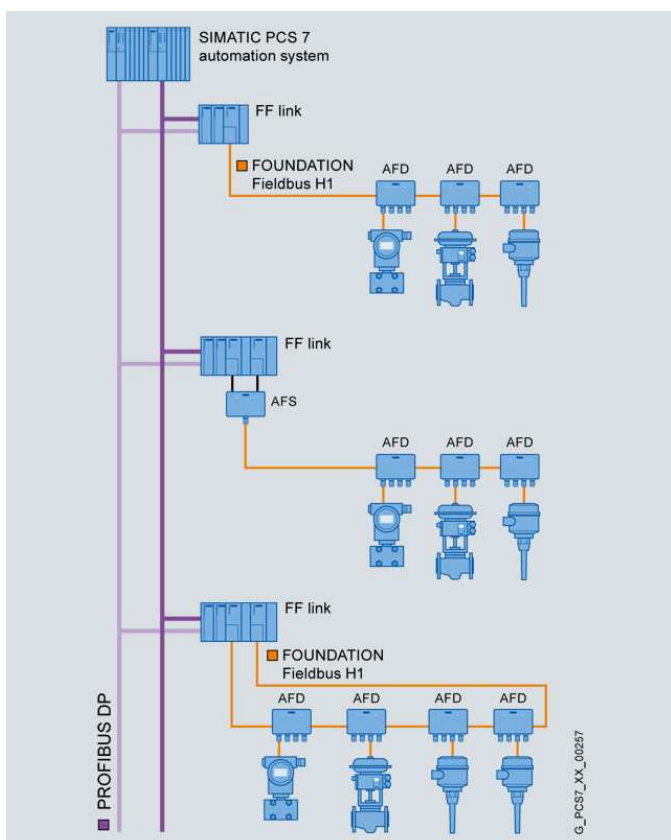 SIMATIC PCS 7
automation system
FF link
FOUNDATION
Fieldbus H1
AFD
AFD
AFD
FF link
AFS
AFD
AFD
AFD
FF link
FOUNDATION
Fieldbus H1
AFD
AFD
AFD
AFD
PROFIBUS DP
G_PCS7_XX_00257